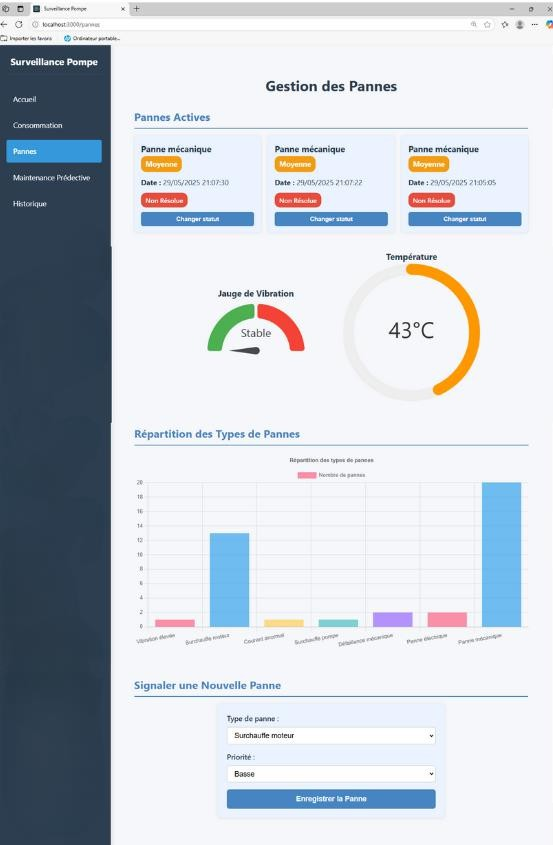 Surveillance Pompe
localhost:3000/pannes
Importer les favoris
Ordinateur portable...
Surveillance Pompe
Accueil
Consommation
Pannes
Maintenance Prédective
Historique
Gestion des Pannes
Pannes Actives
Panne mécanique
Moyenne
Date : 29/05/2025 21:07:30
Non Résolue
Changer statut
Panne mécanique
Moyenne
Date : 29/05/2025 21:07:22
Non Résolue
Changer statut
Panne mécanique
Moyenne
Date : 29/05/2025 21:05:05
Non Résolue
Changer statut
Jauge de Vibration
Stable
Température
43°C
Répartition des Types de Pannes
Répartition des types de pannes
Nombre de pannes
20
18
16
14
12
10
8
6
4
2
0
Vibration élevée
Surchauffe moteur
Courant anormal
Surchauffe pompe
Défaillance mécanique
Panne électrique
Panne mécanique
Signaler une Nouvelle Panne
Type de panne :
Surchauffe moteur
Priorité :
Basse
Enregistrer la Panne